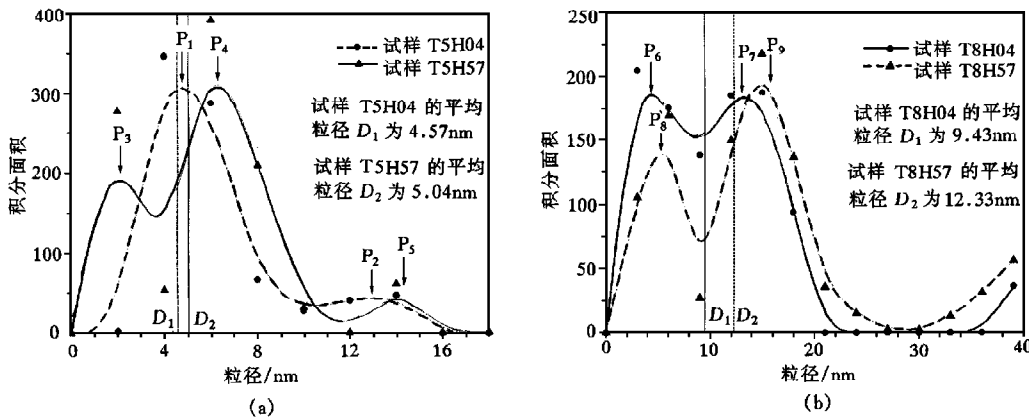 400
300
200
100
0
积分面积
0
4
8
12
16
粒径/nm
(a)
P₃
P₁
P₄
P₂
P₅
D₁
D₂
试样 T5H04
试样 T5H57
试样 T5H04 的平均
粒径 D₁ 为 4.57nm
试样 T5H57 的平均
粒径 D₂ 为 5.04nm
250
200
150
100
50
0
积分面积
0
10
20
30
40
粒径/nm
(b)
P₆
P₈
P₇
P₉
D₁
D₂
试样 T8H04
试样 T8H57
试样 T8H04 的平均
粒径 D₁ 为 9.43nm
试样 T8H57 的平均
粒径 D₂ 为 12.33nm